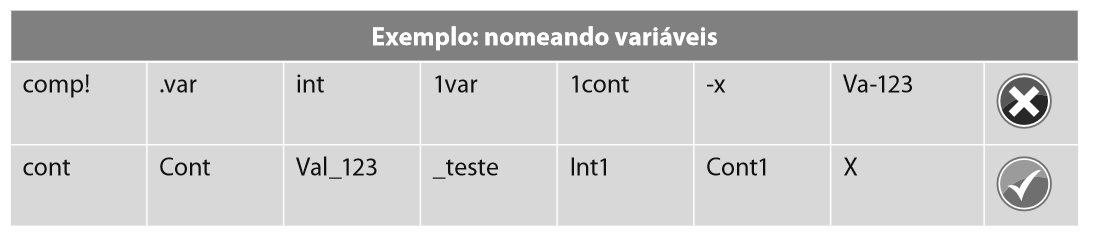 Exemplo: nomeando variáveis
comp! .var int 1var 1cont -x Va-123
cont Cont Val_123 _teste Int1 Cont1 X